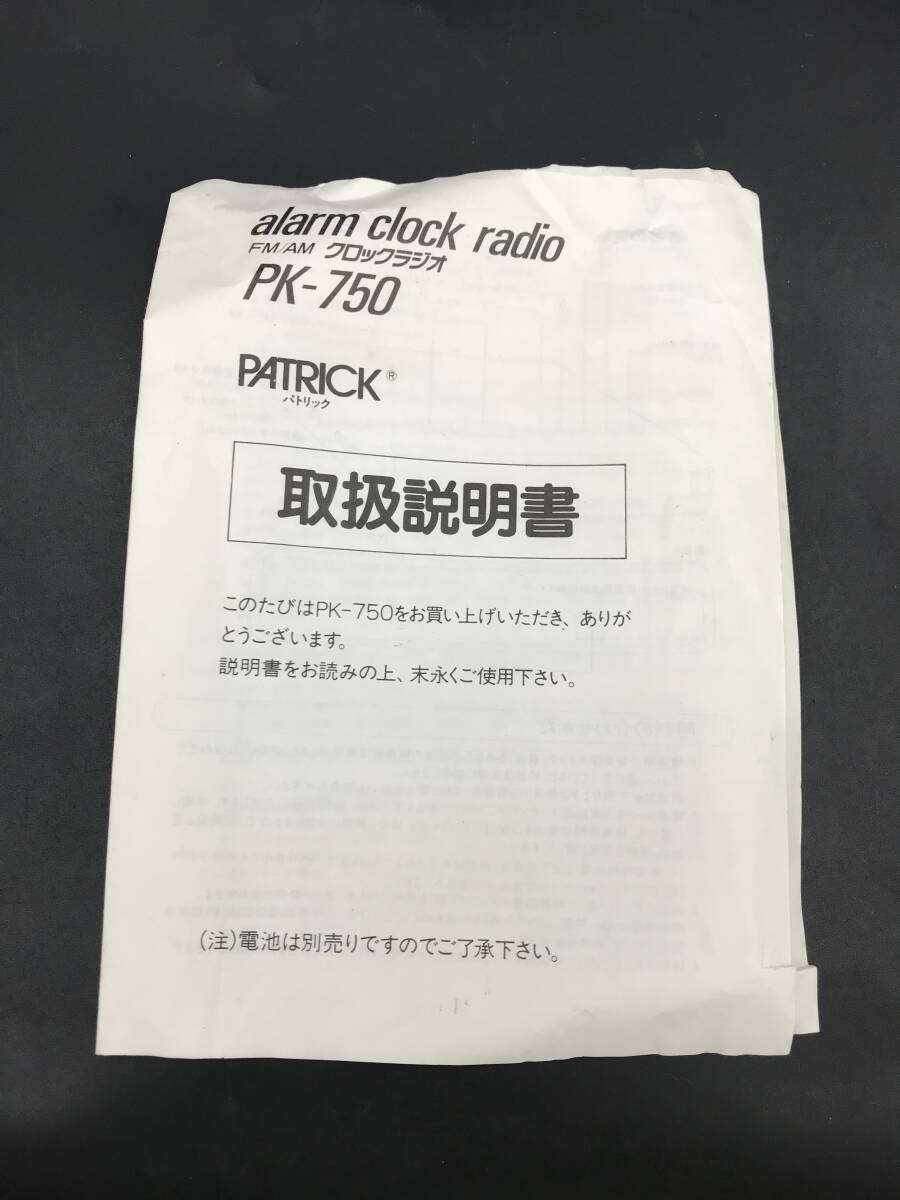 alarm clock radio
FM/AM クロックラジオ
PK-750
PATRICK®
パトリック
取扱説明書
このたびはPK-750をお買い上げいただき、ありが
とうございます。
説明書をお読みの上、末永くご使用下さい。
(注)電池は別売りですのでご了承下さい。